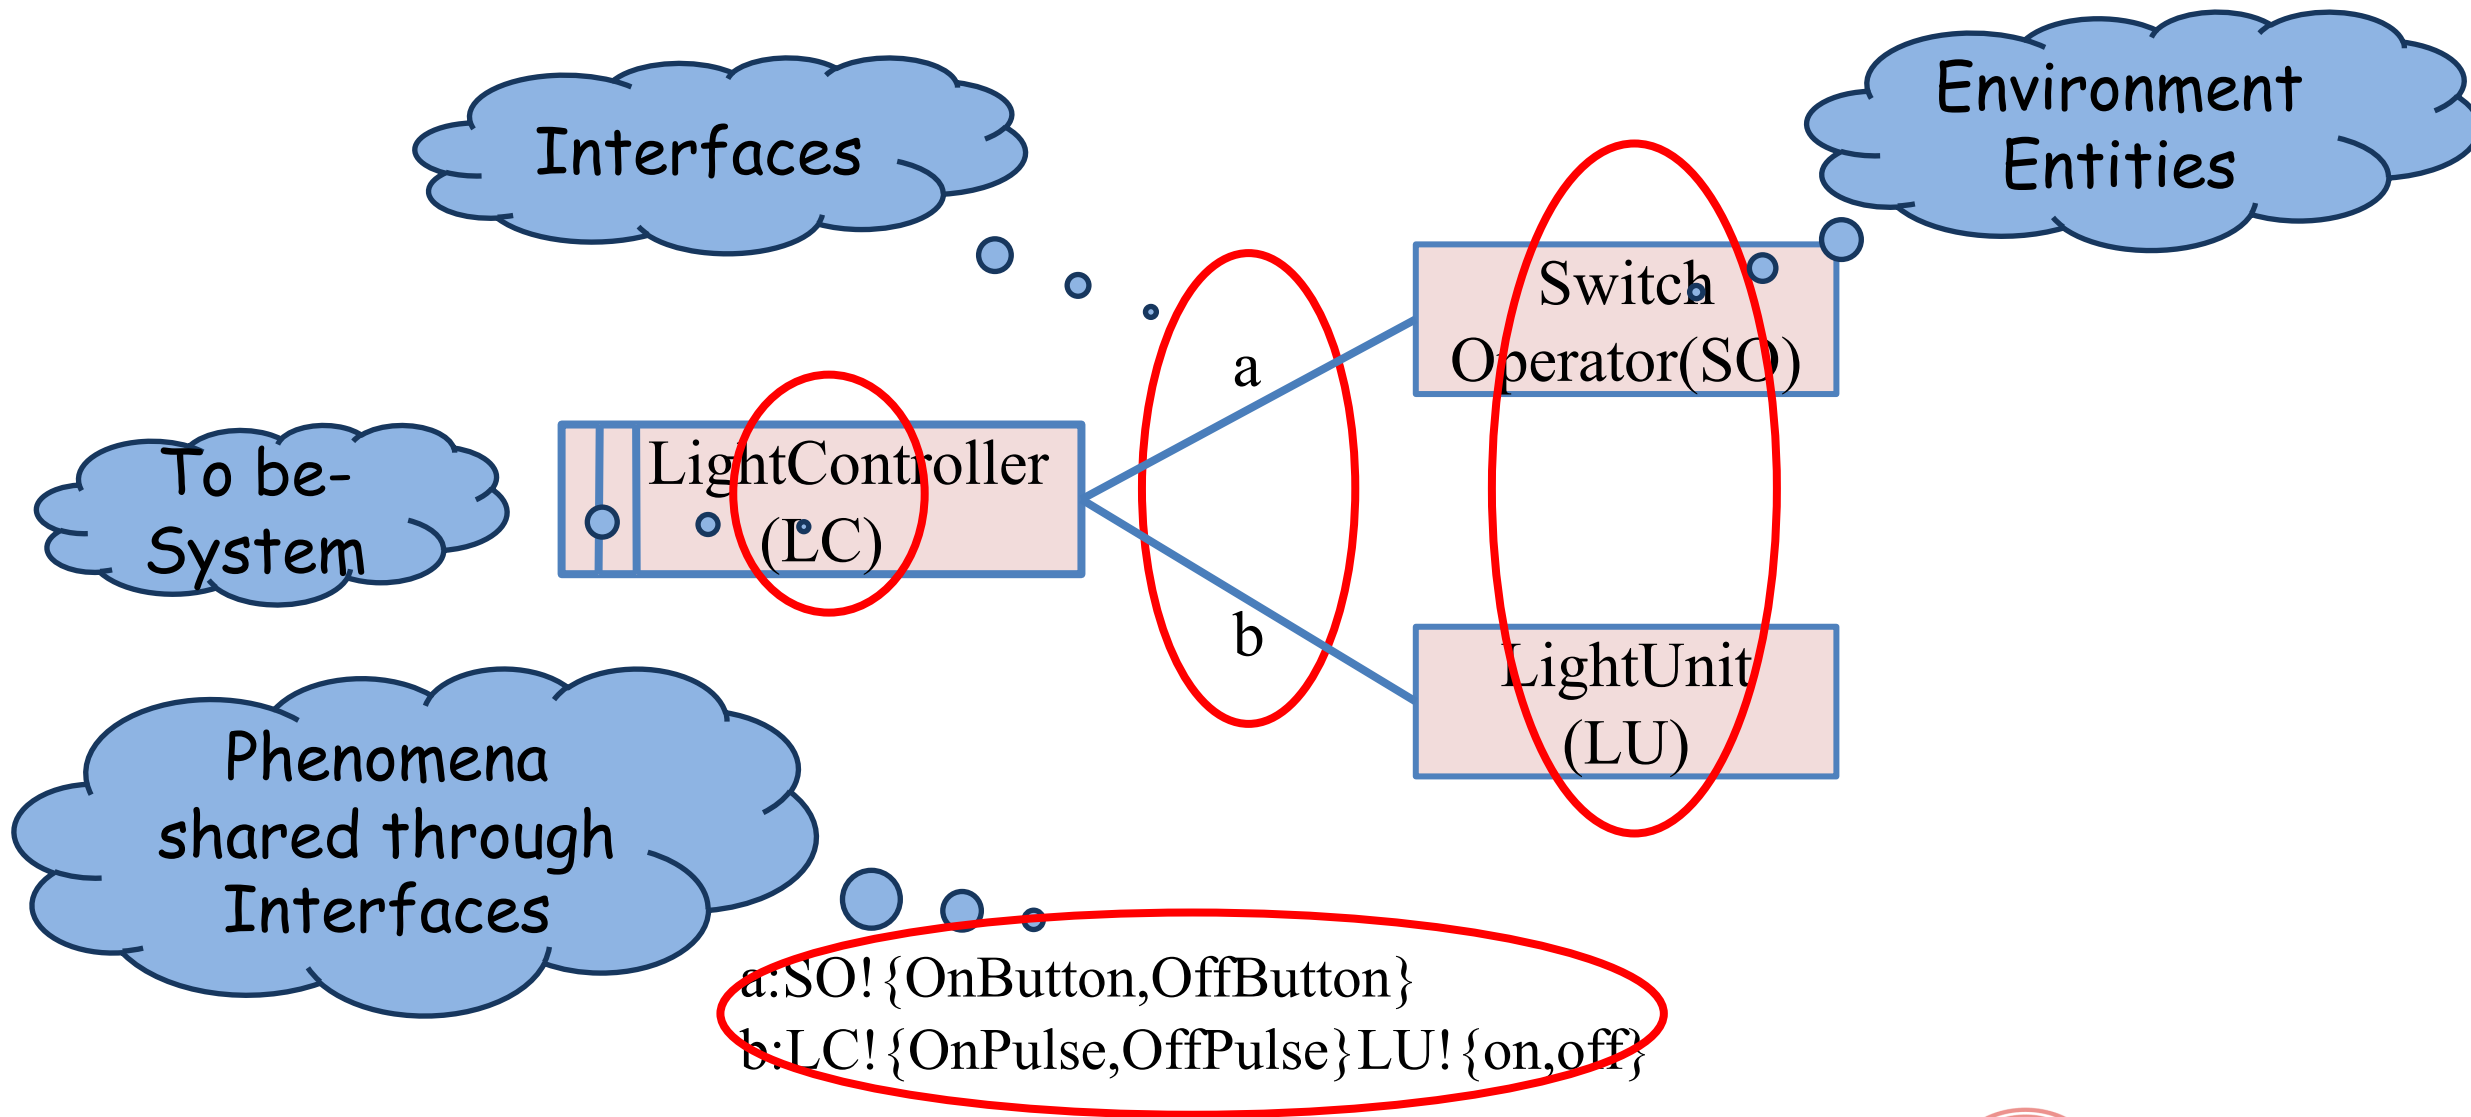 Interfaces
Environment
Entities
Switch
Operator(SO)
a
To be-
System
LightController
(LC)
b
LightUnit
(LU)
Phenomena
shared through
Interfaces
a:SO!{OnButton,OffButton}
b:LC!{OnPulse,OffPulse}LU!{on,off}